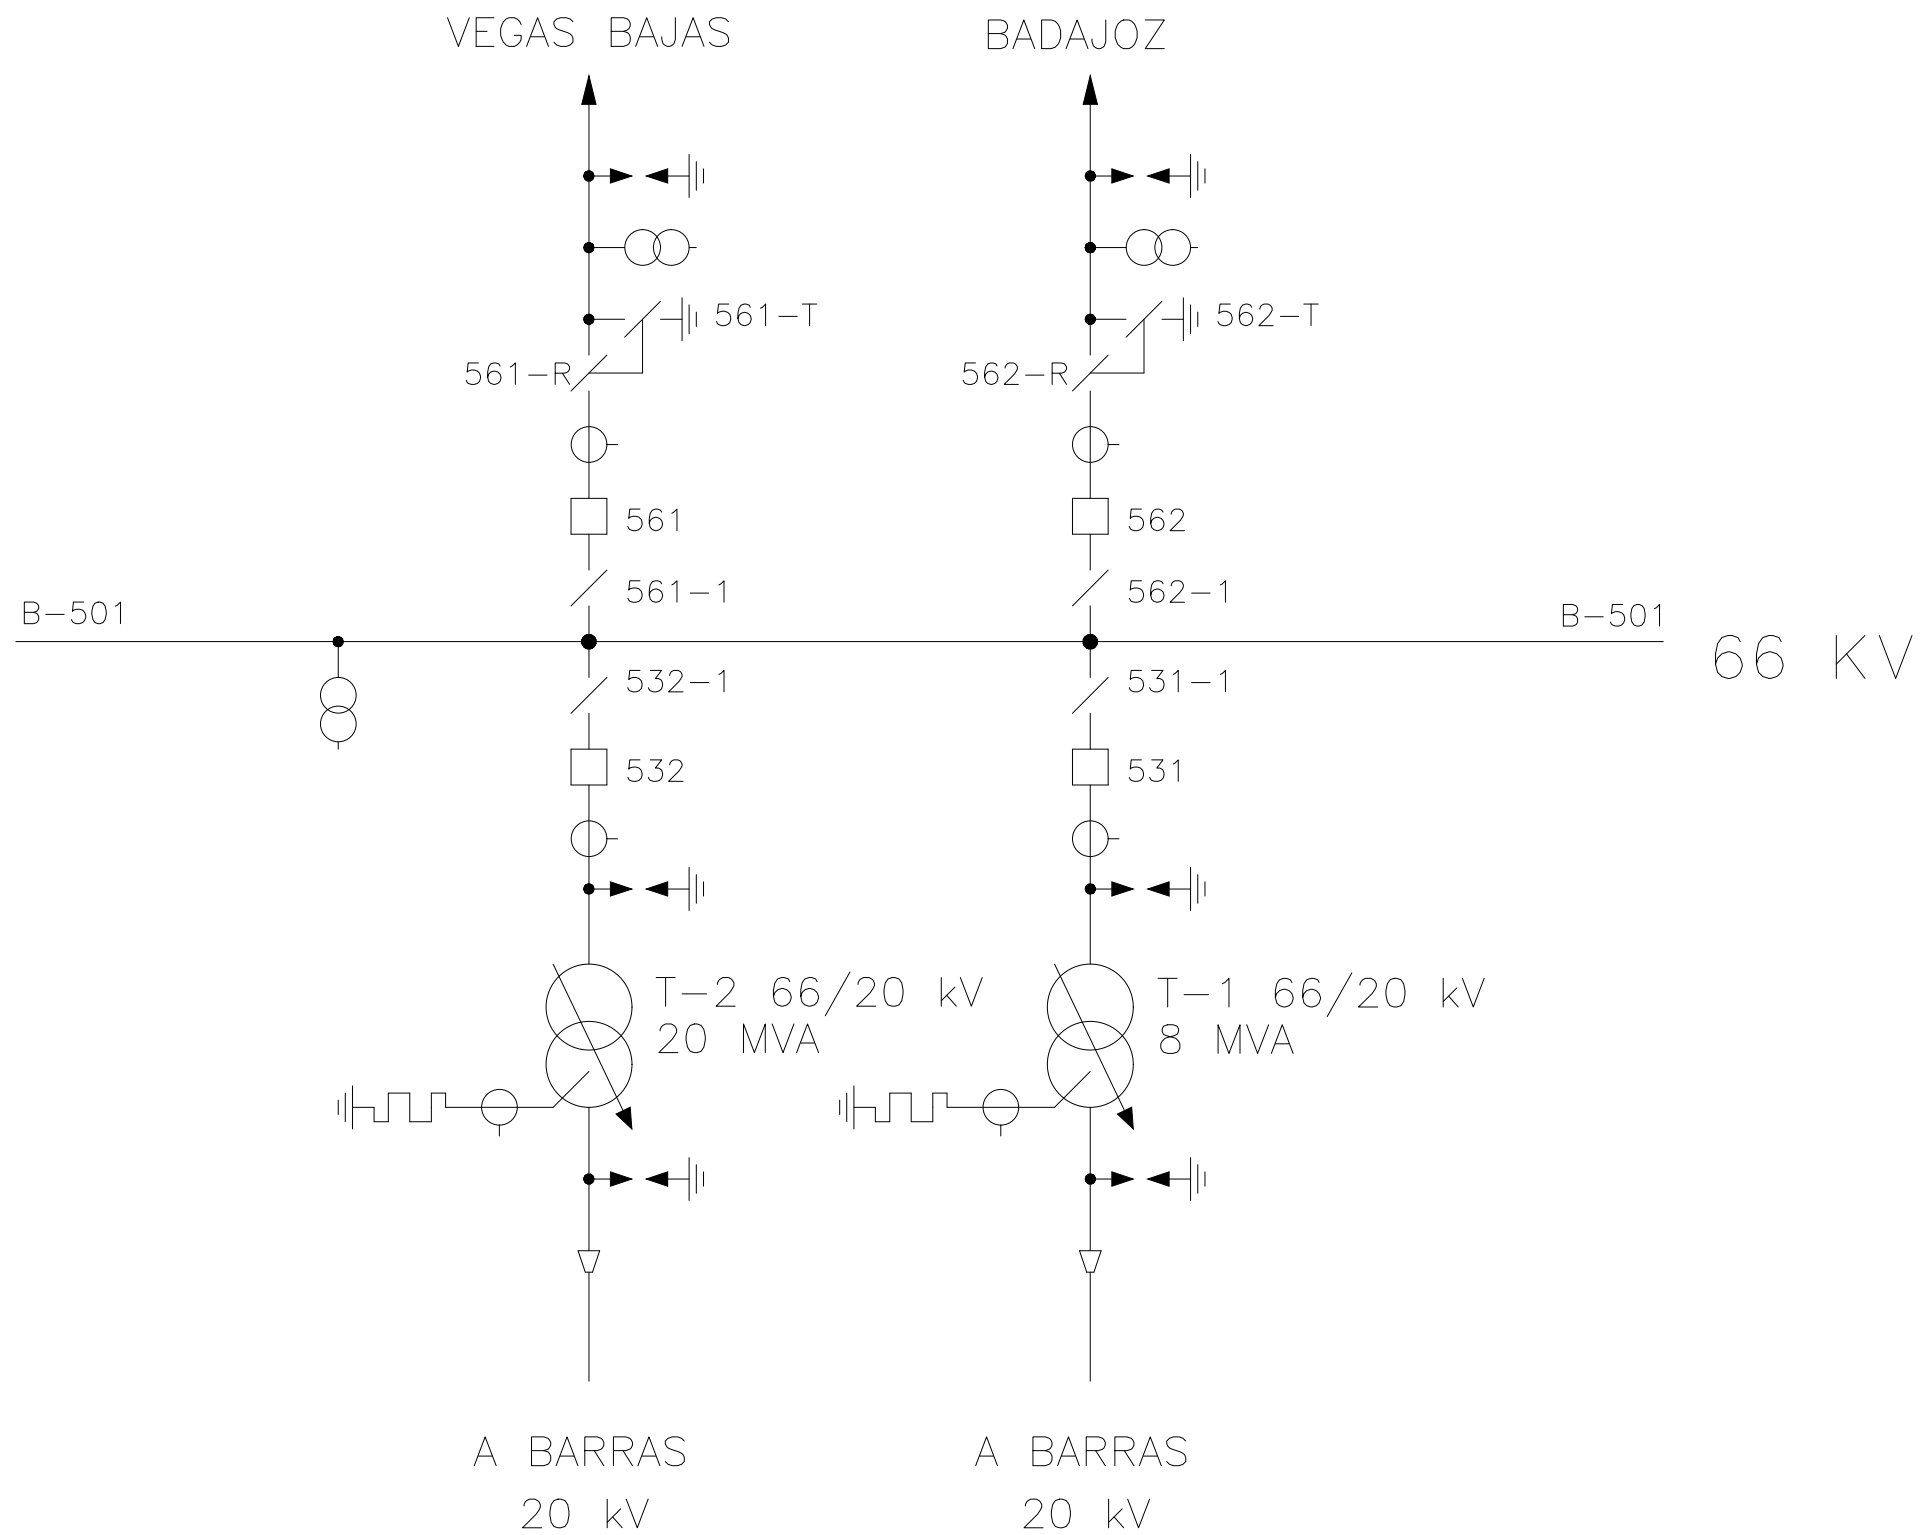 VEGAS BAJAS
BADAJOZ
561-T
562-T
561-R
562-R
561
562
561-1
562-1
B-501
B-501
66 KV
532-1
531-1
532
531
T-2 66/20 kV
20 MVA
T-1 66/20 kV
8 MVA
A BARRAS
20 kV
A BARRAS
20 kV